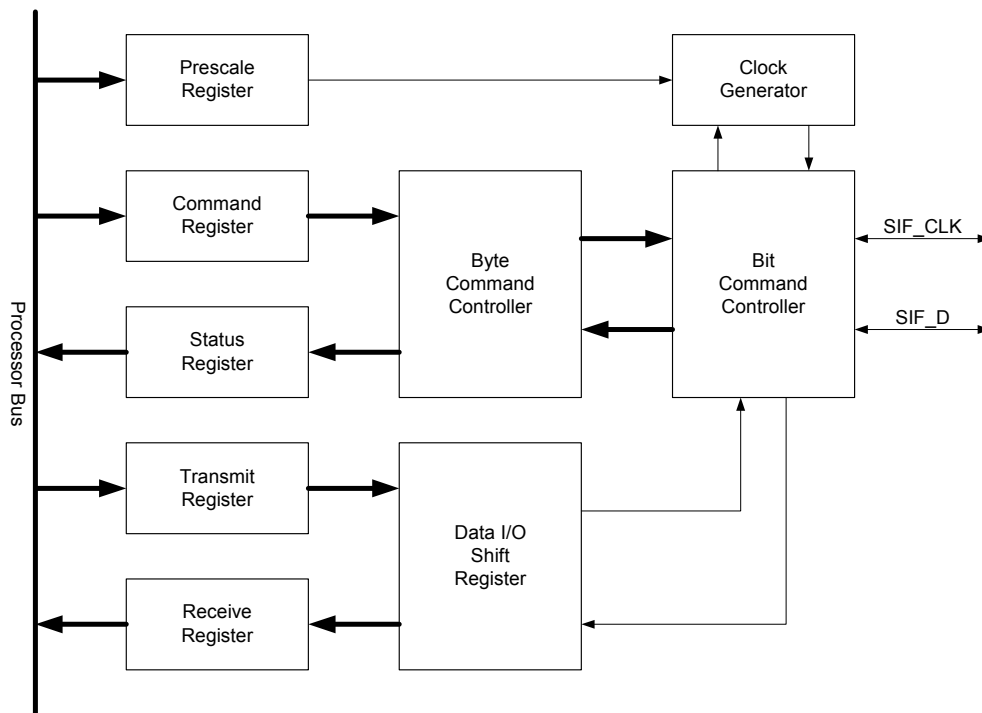 Prescale
Register
Clock
Generator
Command
Register
Byte
Command
Controller
Bit
Command
Controller
SIF_CLK
SIF_D
Status
Register
Processor Bus
Transmit
Register
Data I/O
Shift
Register
Receive
Register